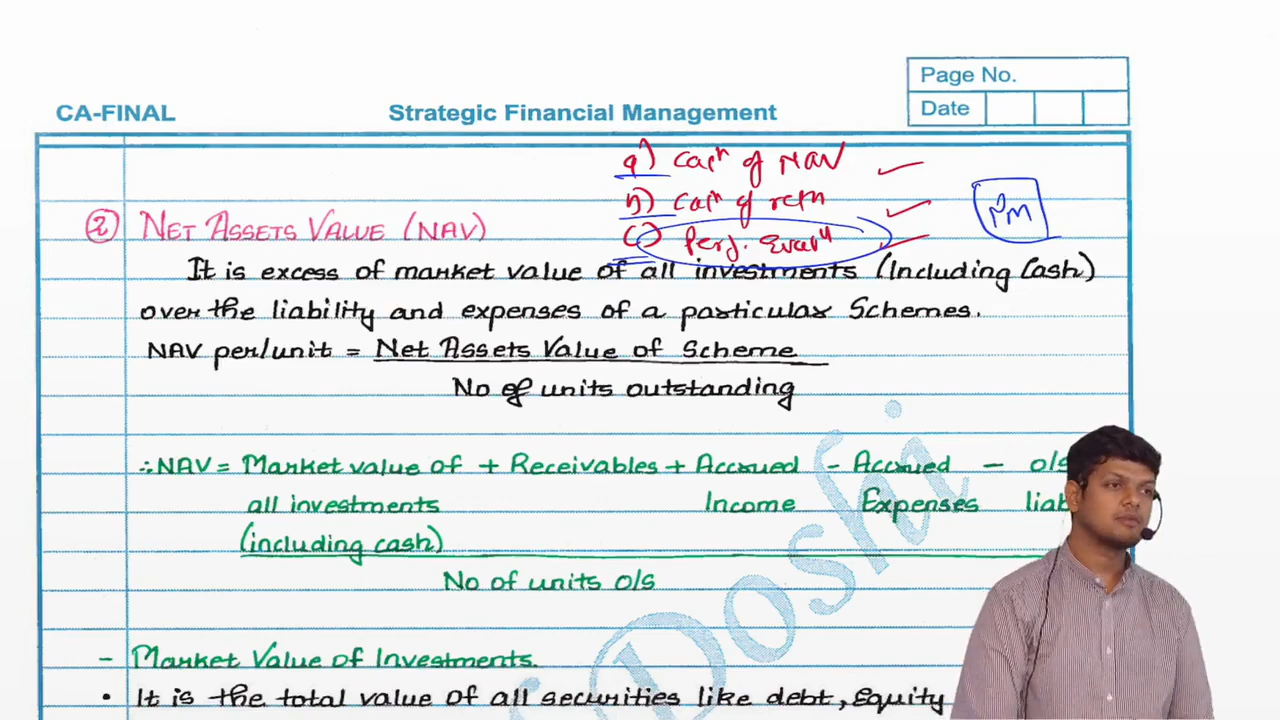 Page No.
CA-FINAL Strategic Financial Management Date
a) Calcn of NAV
b) Calcn of retn
② NET ASSETS VALUE (NAV)
c) Perf. Evaln PM
It is excess of market value of all investments (Including Cash)
over the liability and expenses of a particular Schemes.
NAV per/unit = Net Assets Value of Scheme
No of units outstanding
∴NAV = Market value of + Receivables + Accrued - Accrued - o/s
all investments Income Expenses liab
(including cash)
No of units o/s
- Market Value of Investments.
• It is the total value of all securities like debt, Equity
Doshi